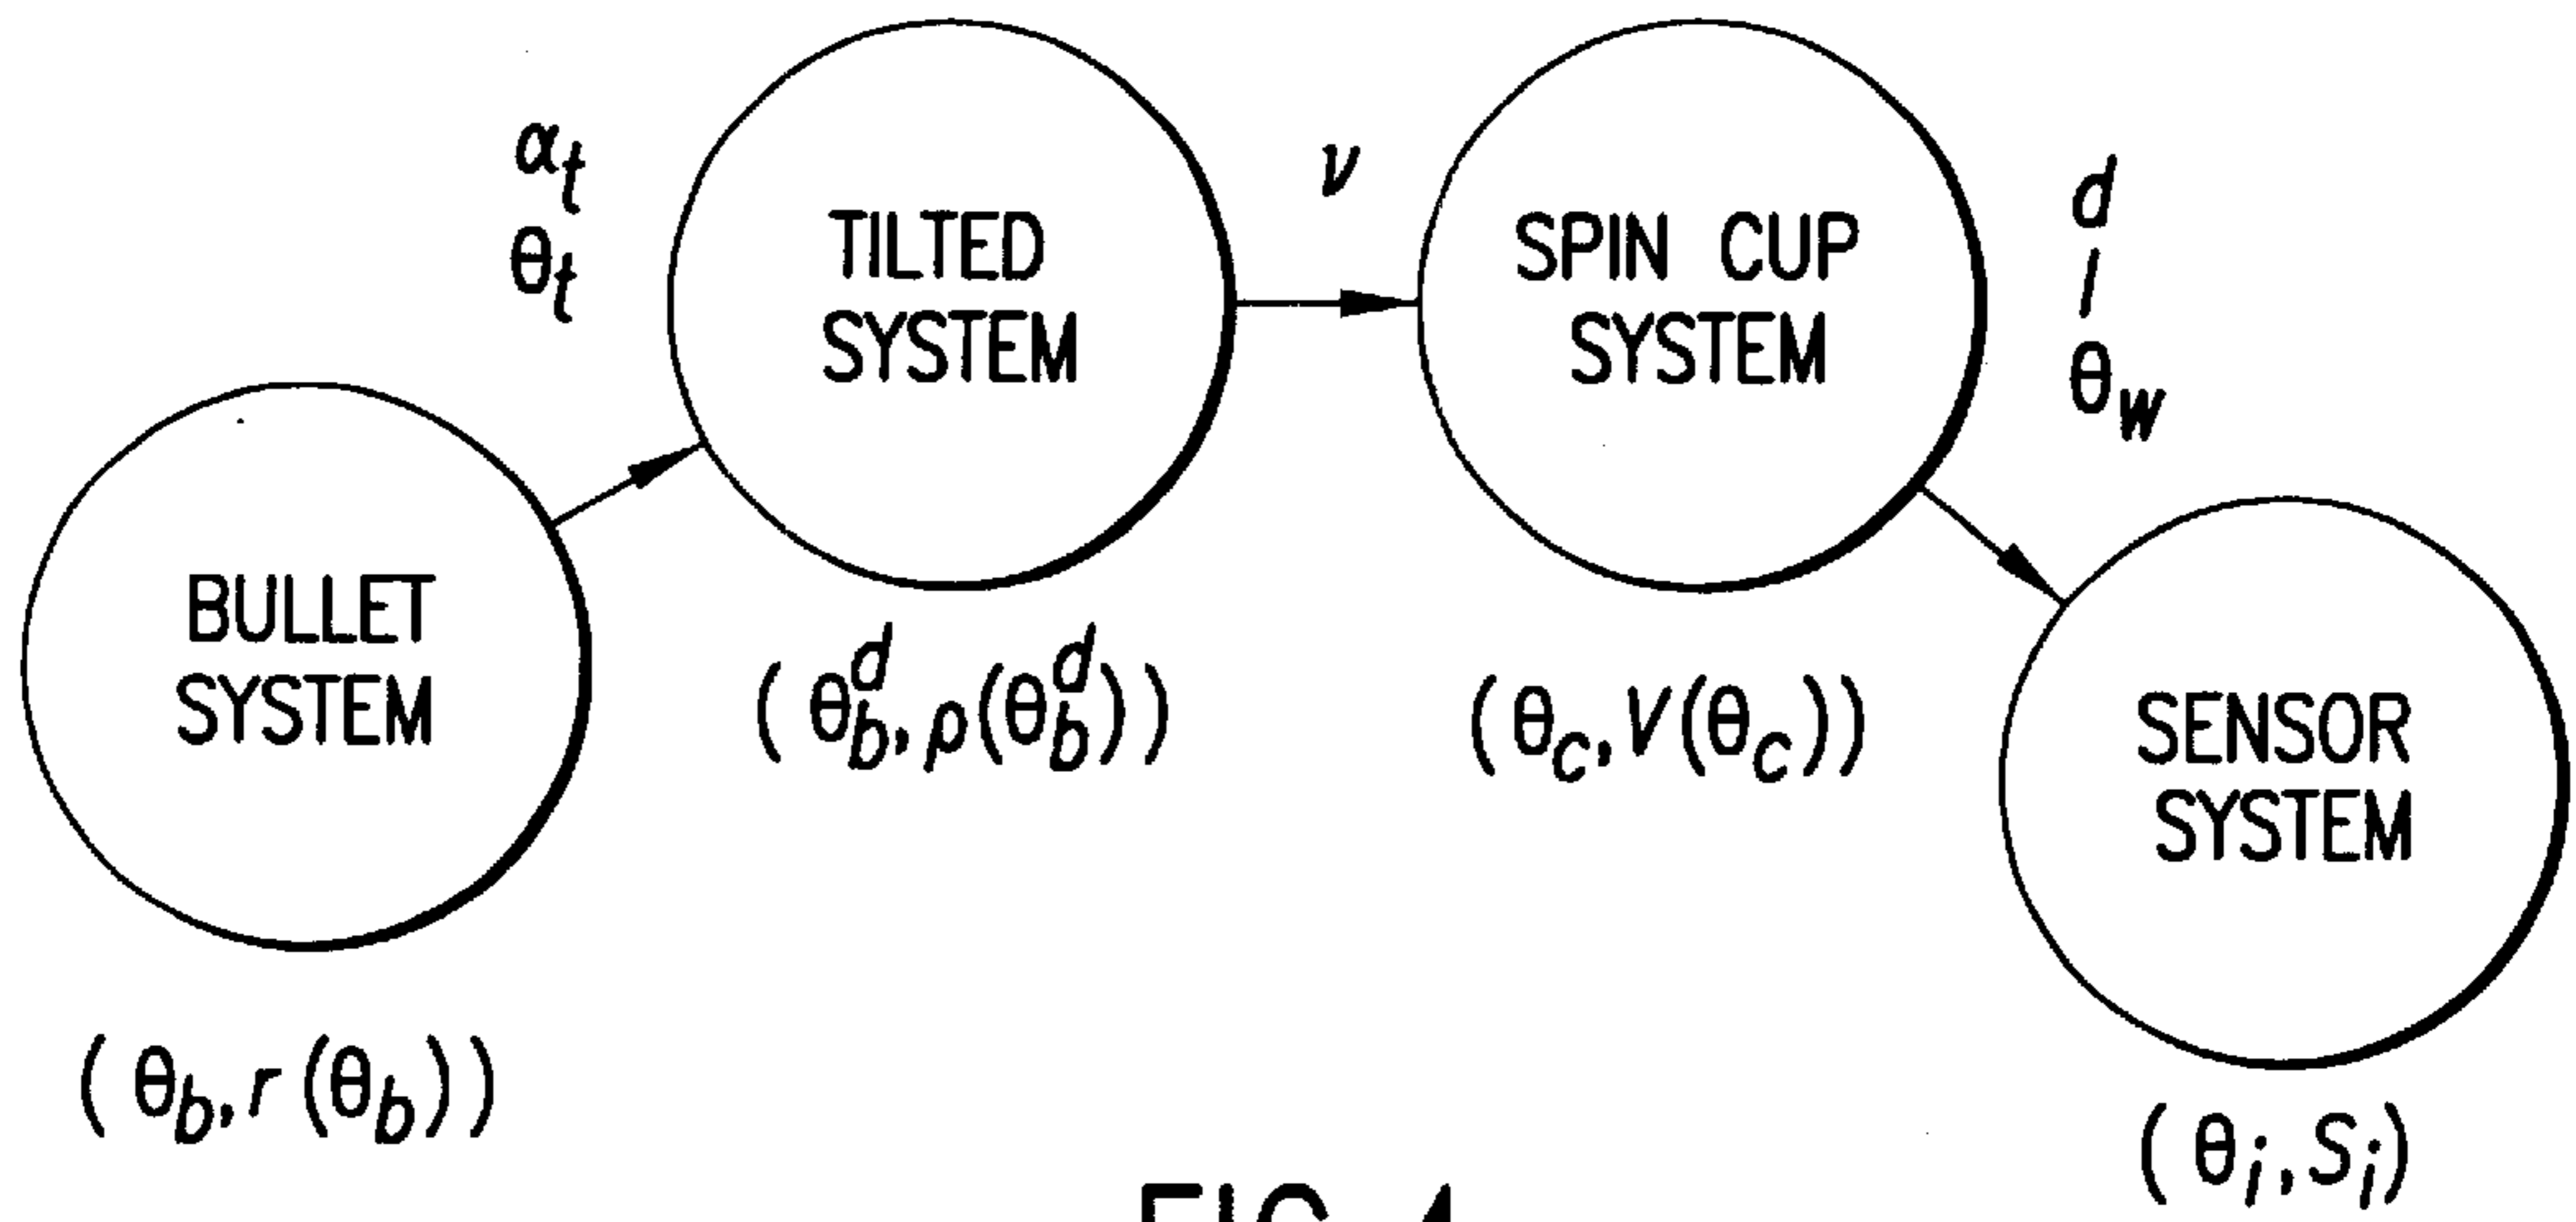 α_t
θ_t
TILTED
SYSTEM
ν
SPIN CUP
SYSTEM
d
l
θ_w
BULLET
SYSTEM
(θ_b^d, ρ(θ_b^d))
(θ_c, V(θ_c))
SENSOR
SYSTEM
(θ_b, r(θ_b))
(θ_i, S_i)